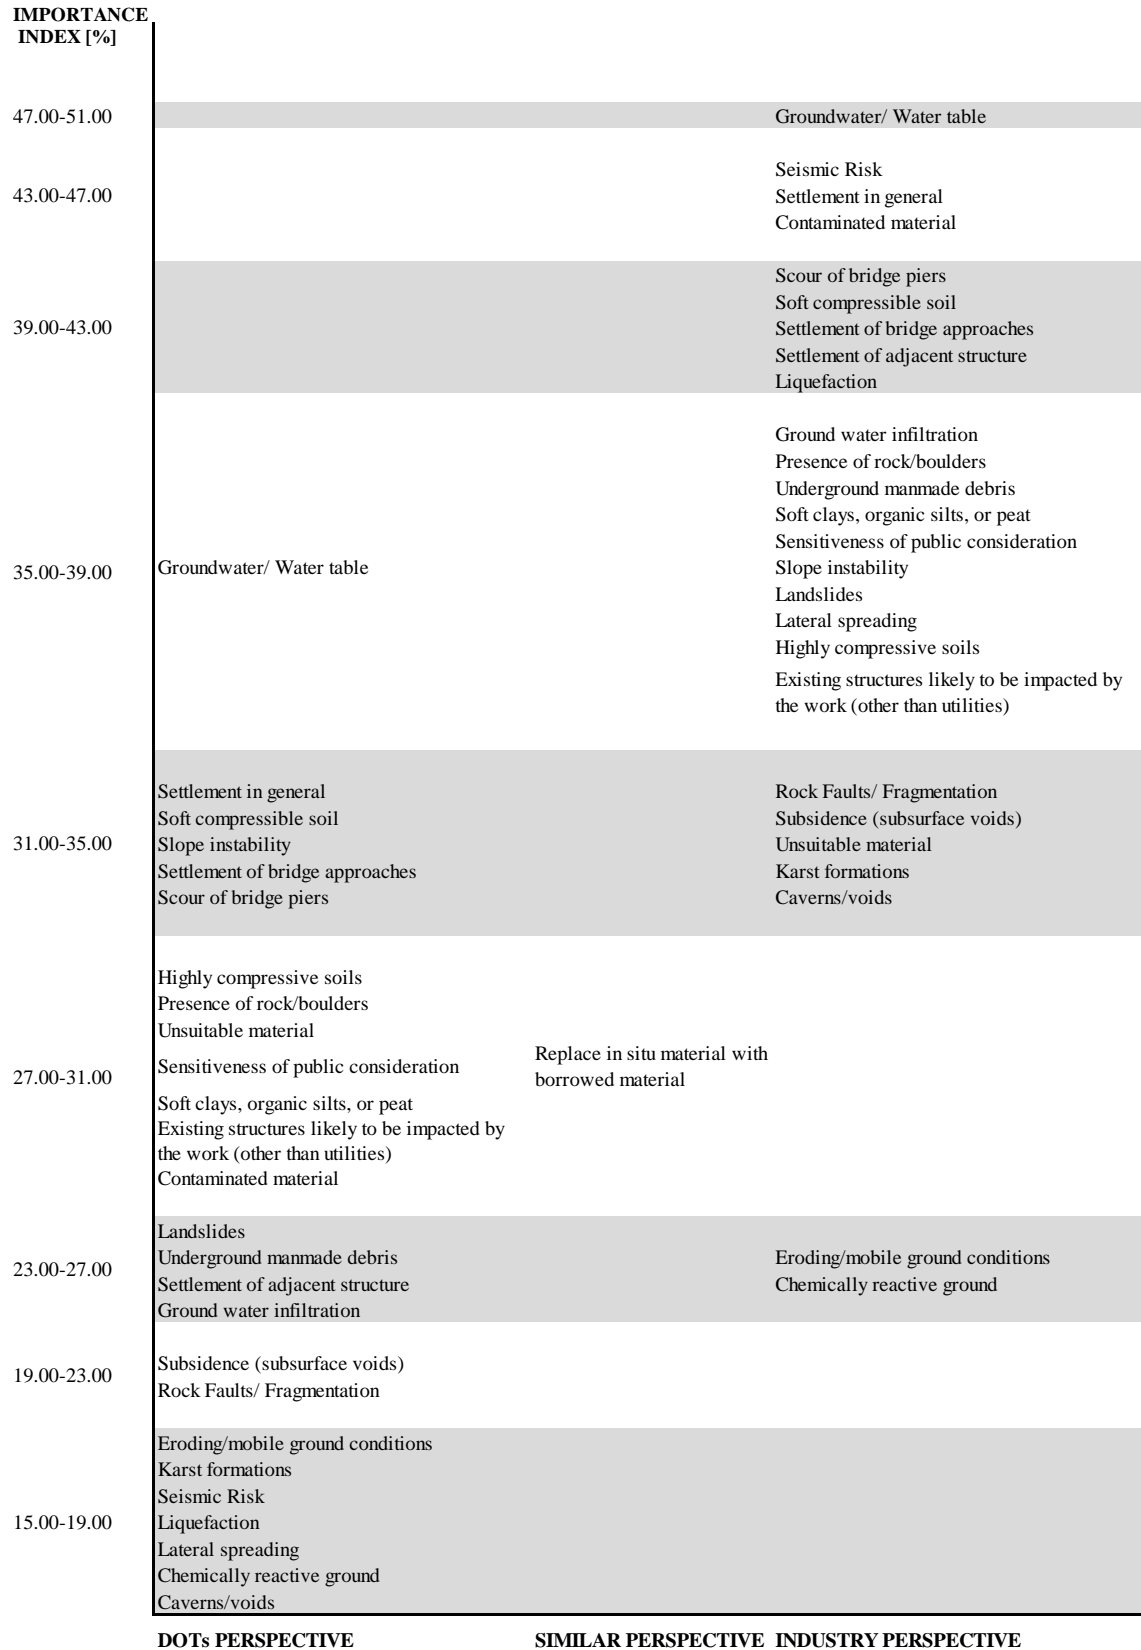 IMPORTANCE
INDEX [%]
47.00-51.00
Groundwater/ Water table
43.00-47.00
Seismic Risk
Settlement in general
Contaminated material
39.00-43.00
Scour of bridge piers
Soft compressible soil
Settlement of bridge approaches
Settlement of adjacent structure
Liquefaction
35.00-39.00
Groundwater/ Water table
Ground water infiltration
Presence of rock/boulders
Underground manmade debris
Soft clays, organic silts, or peat
Sensitiveness of public consideration
Slope instability
Landslides
Lateral spreading
Highly compressive soils
Existing structures likely to be impacted by
the work (other than utilities)
31.00-35.00
Settlement in general
Soft compressible soil
Slope instability
Settlement of bridge approaches
Scour of bridge piers
Rock Faults/ Fragmentation
Subsidence (subsurface voids)
Unsuitable material
Karst formations
Caverns/voids
27.00-31.00
Highly compressive soils
Presence of rock/boulders
Unsuitable material
Sensitiveness of public consideration
Soft clays, organic silts, or peat
Existing structures likely to be impacted by
the work (other than utilities)
Contaminated material
Replace in situ material with
borrowed material
23.00-27.00
Landslides
Underground manmade debris
Settlement of adjacent structure
Ground water infiltration
Eroding/mobile ground conditions
Chemically reactive ground
19.00-23.00
Subsidence (subsurface voids)
Rock Faults/ Fragmentation
15.00-19.00
Eroding/mobile ground conditions
Karst formations
Seismic Risk
Liquefaction
Lateral spreading
Chemically reactive ground
Caverns/voids
DOTs PERSPECTIVE
SIMILAR PERSPECTIVE
INDUSTRY PERSPECTIVE